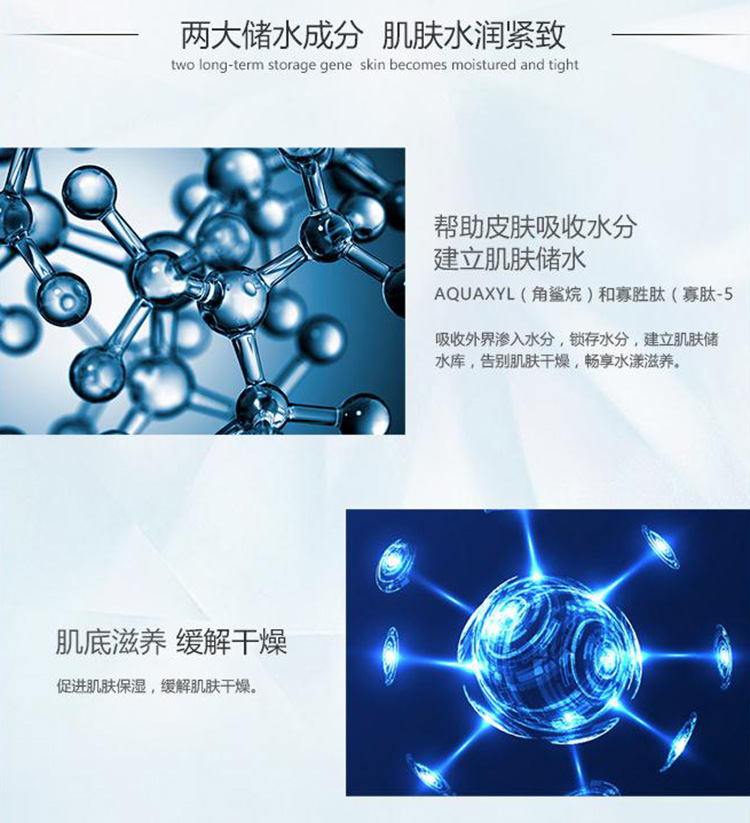 两大储水成分 肌肤水润紧致
two long-term storage gene skin becomes moistured and tight
帮助皮肤吸收水分
建立肌肤储水
AQUAXYL（角鲨烷）和寡胜肽（寡肽-5
吸收外界渗入水分，锁存水分，建立肌肤储
水库，告别肌肤干燥，畅享水漾滋养。
肌底滋养 缓解干燥
促进肌肤保湿，缓解肌肤干燥。